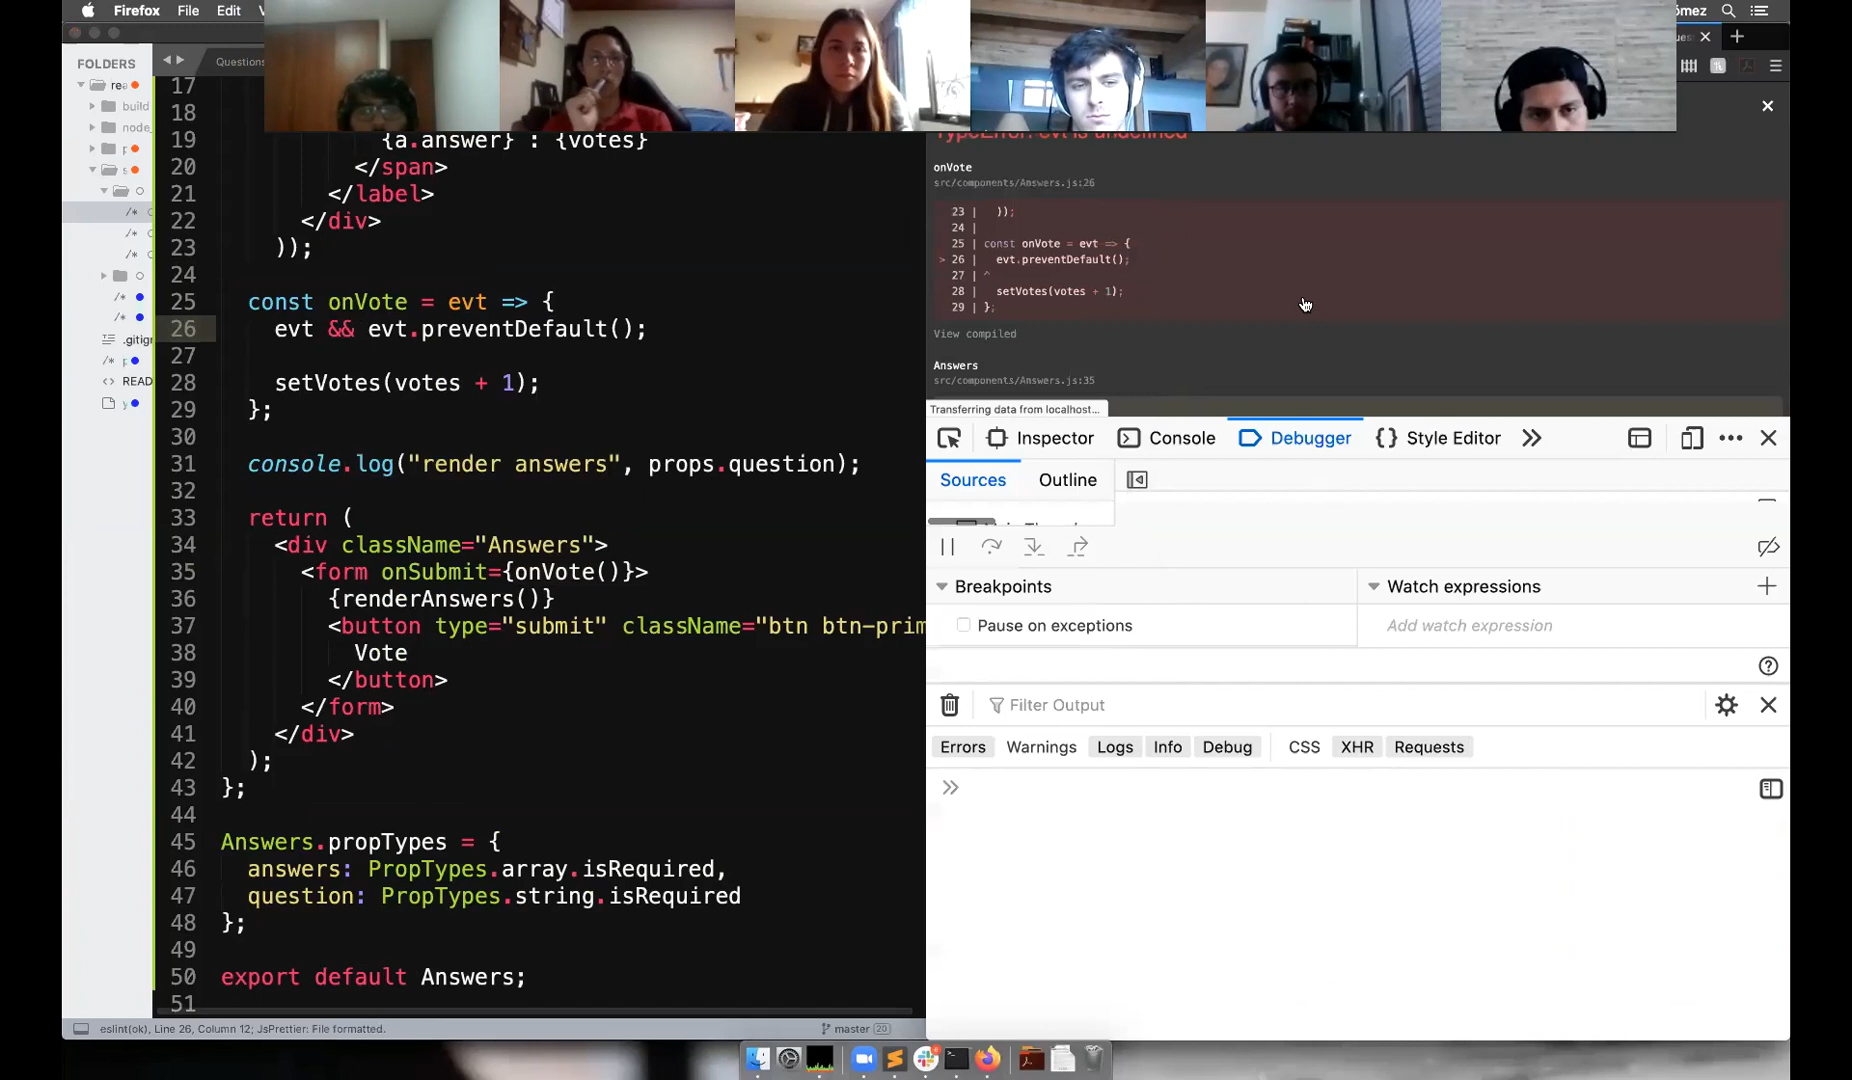 Firefox File Edit
ómez
FOLDERS
Questions
build
node_
p
s
.gitign
p
READ
y
17
18
19 {a.answer} : {votes}
20 </span>
21 </label>
22 </div>
23 ));
24
25 const onVote = evt => {
26 evt && evt.preventDefault();
27
28 setVotes(votes + 1);
29 };
30
31 console.log("render answers", props.question);
32
33 return (
34 <div className="Answers">
35 <form onSubmit={onVote()}>
36 {renderAnswers()}
37 <button type="submit" className="btn btn-prim
38 Vote
39 </button>
40 </form>
41 </div>
42 );
43 };
44
45 Answers.propTypes = {
46 answers: PropTypes.array.isRequired,
47 question: PropTypes.string.isRequired
48 };
49
50 export default Answers;
51
eslint(ok), Line 26, Column 12; JsPrettier: File formatted.
master 20
TypeError: evt is undefined
onVote
src/components/Answers.js:26
23 | ));
24 |
25 | const onVote = evt => {
> 26 | evt.preventDefault();
27 | ^
28 | setVotes(votes + 1);
29 | };
View compiled
Answers
src/components/Answers.js:35
Transferring data from localhost...
Inspector Console Debugger Style Editor
Sources Outline
Breakpoints
Watch expressions
Pause on exceptions
Add watch expression
Filter Output
Errors Warnings Logs Info Debug CSS XHR Requests